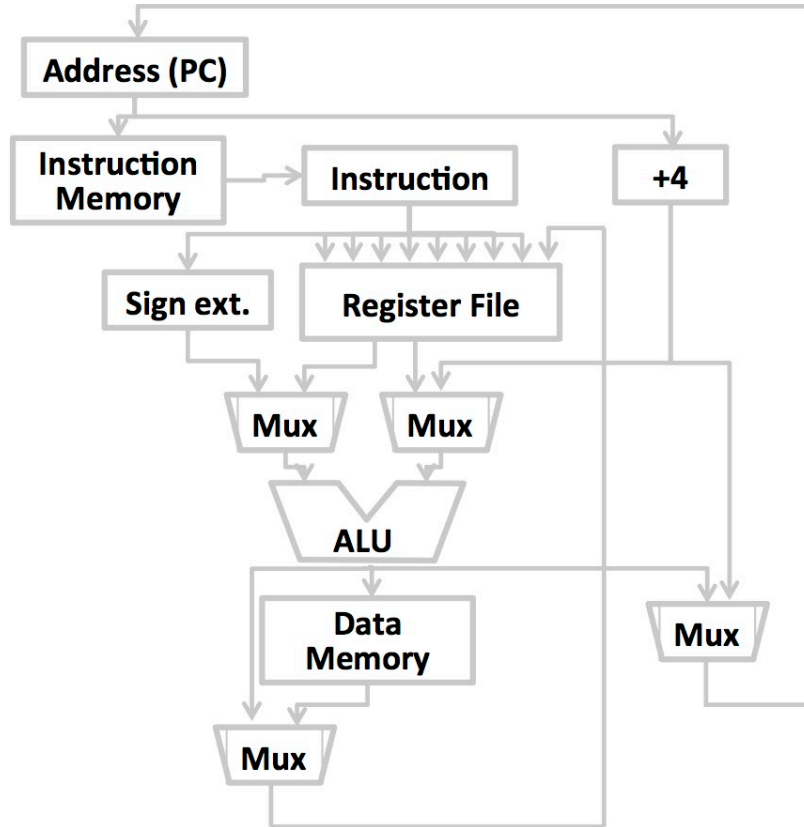 Address (PC)
Instruction
Memory
Instruction
+4
Sign ext.
Register File
Mux
Mux
ALU
Data
Memory
Mux
Mux